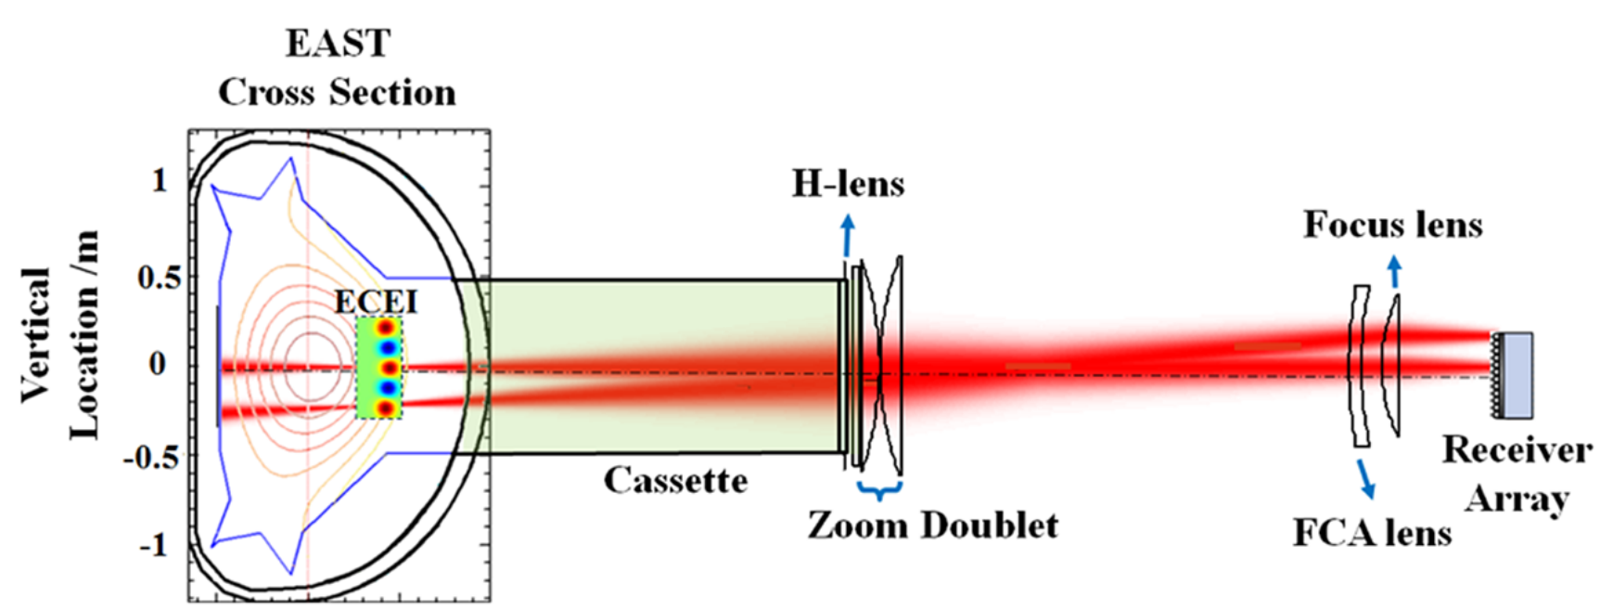 EAST
Cross Section
H-lens
Focus lens
Vertical
Location /m
1
0.5
0
-0.5
-1
ECEI
Cassette
Zoom Doublet
FCA lens
Receiver
Array